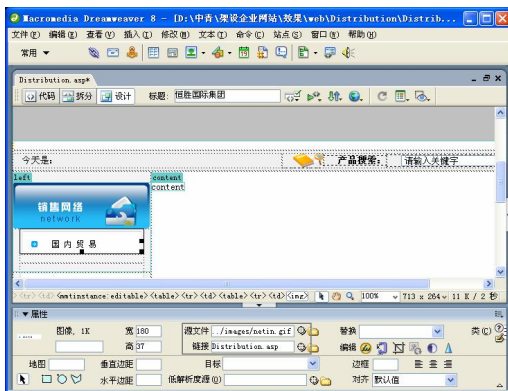 Macromedia Dreamweaver 8 - [D:\中青\架设企业网站\效果\web\Distribution\Distrib...
文件(F) 编辑(E) 查看(V) 插入(I) 修改(M) 文本(T) 命令(C) 站点(S) 窗口(W) 帮助(H)
常用
Distribution.asp*
代码 拆分 设计 标题: 恒胜国际集团
今天是: 产品搜索: 请输入关键字
left content
content
销售网络
network
国内贸易
<tr><td><mmtinstance:editable><table><tr><td><table><tr><td><img> 100% 713 x 264 11 K / 2 秒
属性
图像, 1K 宽 180 源文件 ../images/netin.gif 替换 类(C)
高 37 链接 Distribution.asp 编辑
地图 垂直边距 目标 边框
水平边距 低解析度源(O) 对齐 默认值